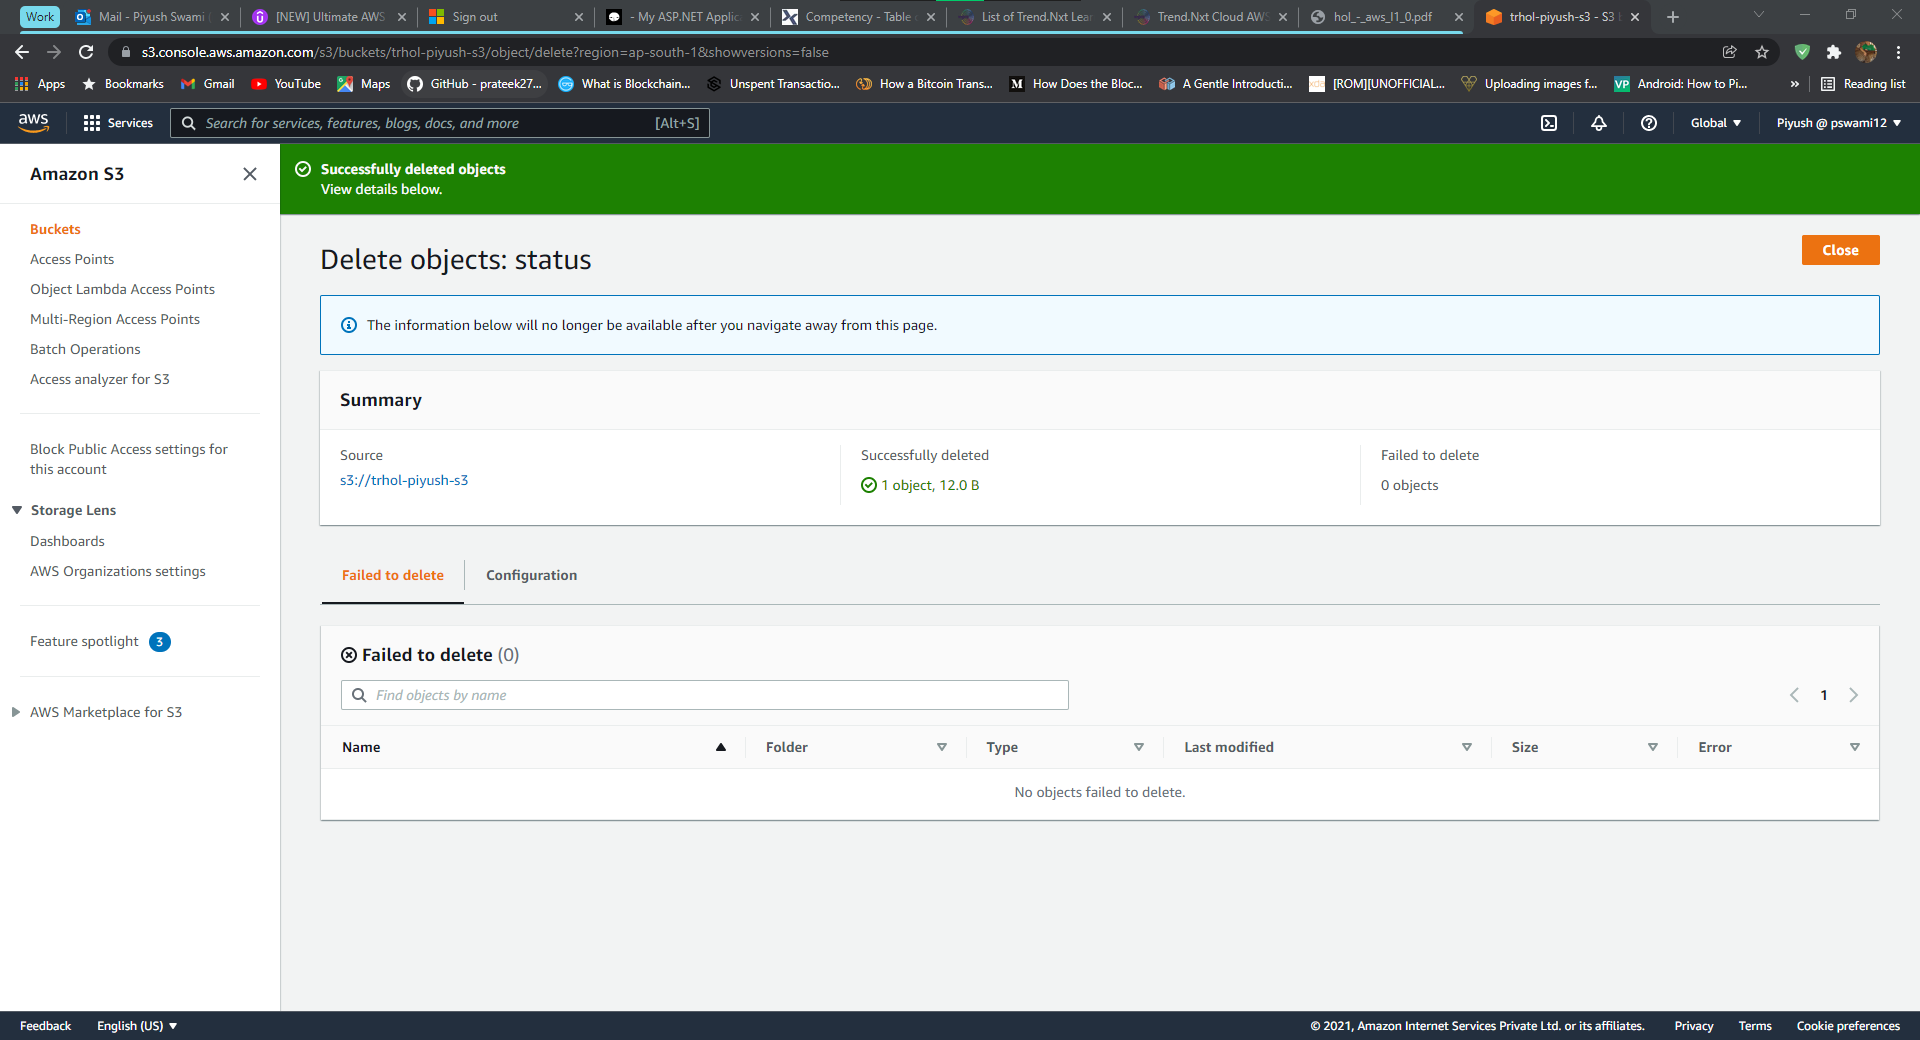 Work
Mail - Piyush Swami
[NEW] Ultimate AWS
Sign out
- My ASP.NET Applic
Competency - Table
List of Trend.Nxt Lea
Trend.Nxt Cloud AWS
hol_-_aws_l1_0.pdf
trhol-piyush-s3 - S3
s3.console.aws.amazon.com/s3/buckets/trhol-piyush-s3/object/delete?region=ap-south-1&showversions=false
Apps
Bookmarks
Gmail
YouTube
Maps
GitHub - prateek27...
What is Blockchain...
Unspent Transactio...
How a Bitcoin Trans...
How Does the Bloc...
A Gentle Introducti...
[ROM][UNOFFICIAL...
Uploading images f...
VP
Android: How to Pi...
»
Reading list
aws
Services
Search for services, features, blogs, docs, and more
[Alt+S]
Global
Piyush @ pswami12
Amazon S3
Buckets
Access Points
Object Lambda Access Points
Multi-Region Access Points
Batch Operations
Access analyzer for S3
Block Public Access settings for
this account
Storage Lens
Dashboards
AWS Organizations settings
Feature spotlight 3
AWS Marketplace for S3
Successfully deleted objects
View details below.
Delete objects: status
Close
The information below will no longer be available after you navigate away from this page.
Summary
Source
s3://trhol-piyush-s3
Successfully deleted
1 object, 12.0 B
Failed to delete
0 objects
Failed to delete
Configuration
Failed to delete (0)
Find objects by name
1
Name
Folder
Type
Last modified
Size
Error
No objects failed to delete.
Feedback
English (US)
© 2021, Amazon Internet Services Private Ltd. or its affiliates.
Privacy
Terms
Cookie preferences